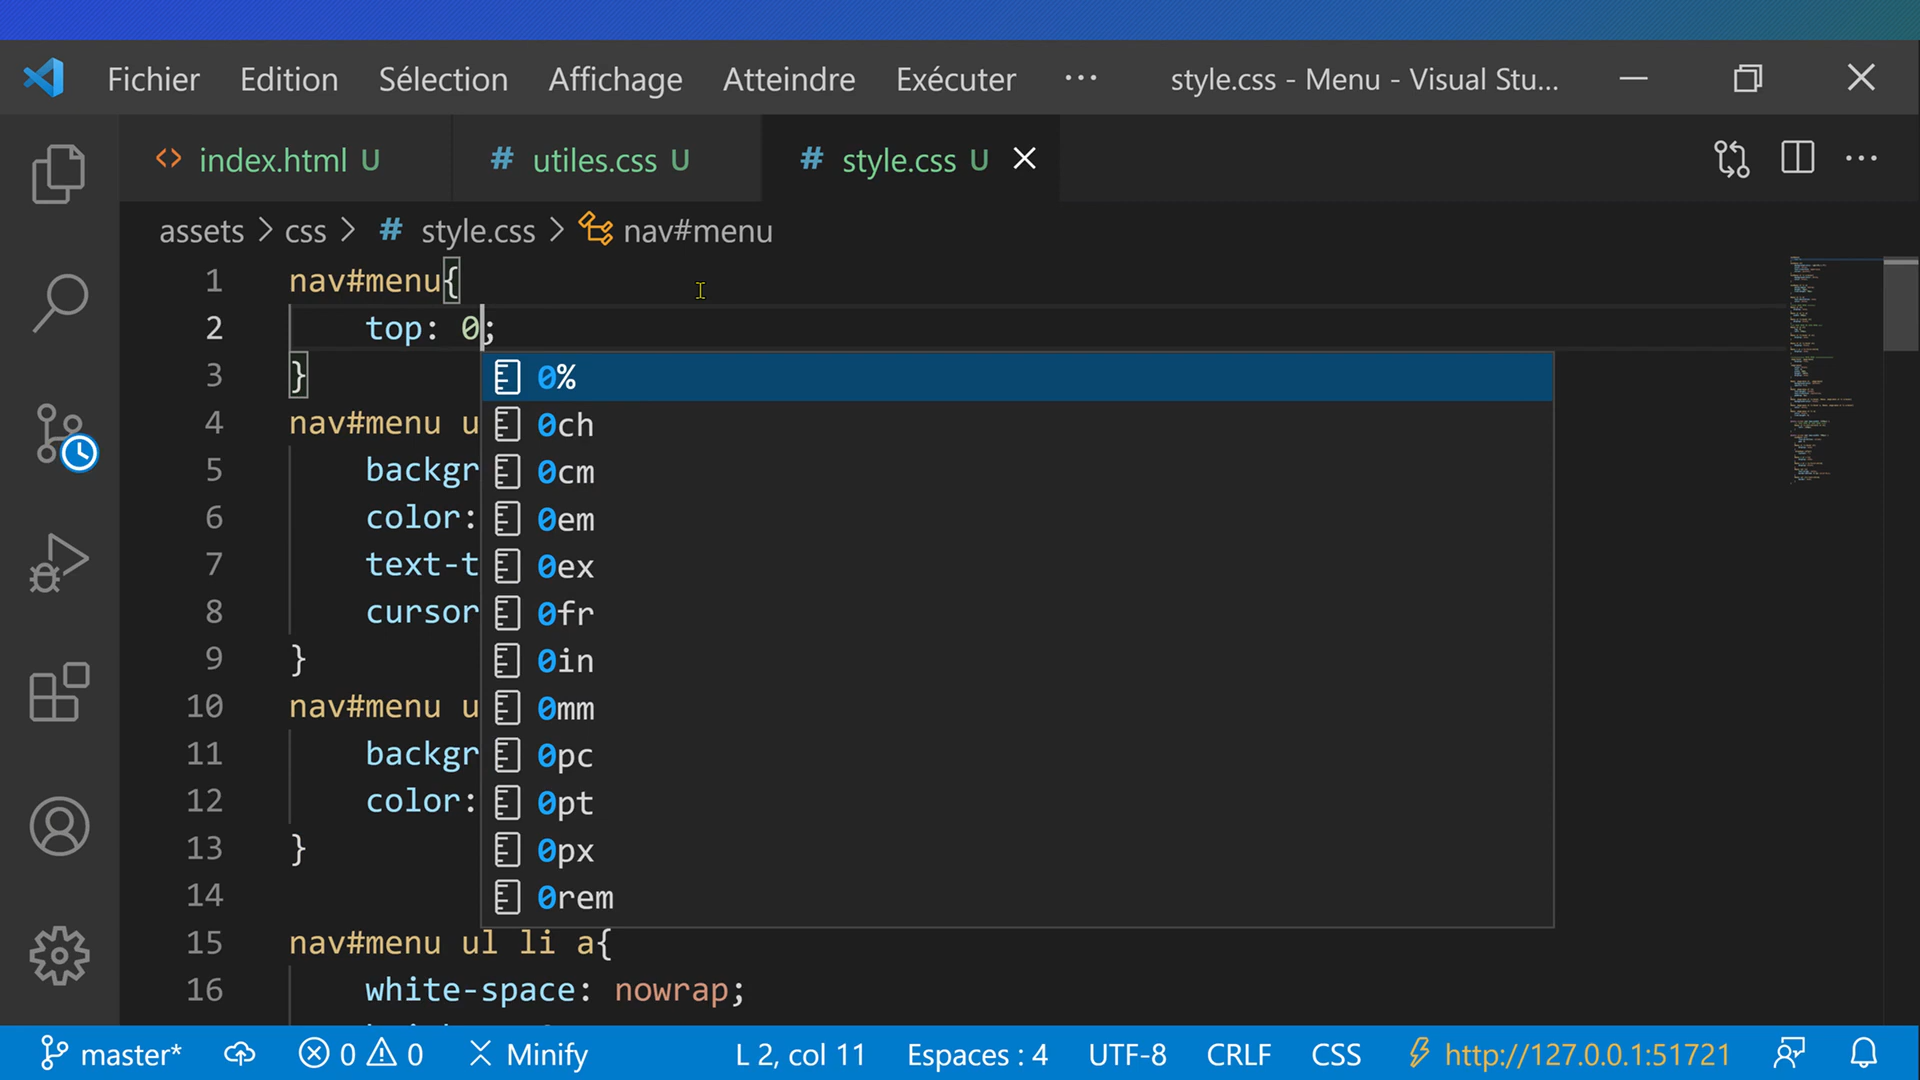 Fichier Edition Sélection Affichage Atteindre Exécuter ··· style.css - Menu - Visual Stu...
<> index.html U # utiles.css U # style.css U
assets > css > # style.css > nav#menu
1 nav#menu{
2 top: 0;
3 }
0%
4 nav#menu u
0ch
5 backgr
0cm
6 color:
0em
7 text-t
0ex
8 cursor
0fr
9 }
0in
10 nav#menu u
0mm
11 backgr
0pc
12 color:
0pt
13 }
0px
14
0rem
15 nav#menu ul li a{
16 white-space: nowrap;
master* 0 0 Minify L 2, col 11 Espaces : 4 UTF-8 CRLF CSS http://127.0.0.1:51721